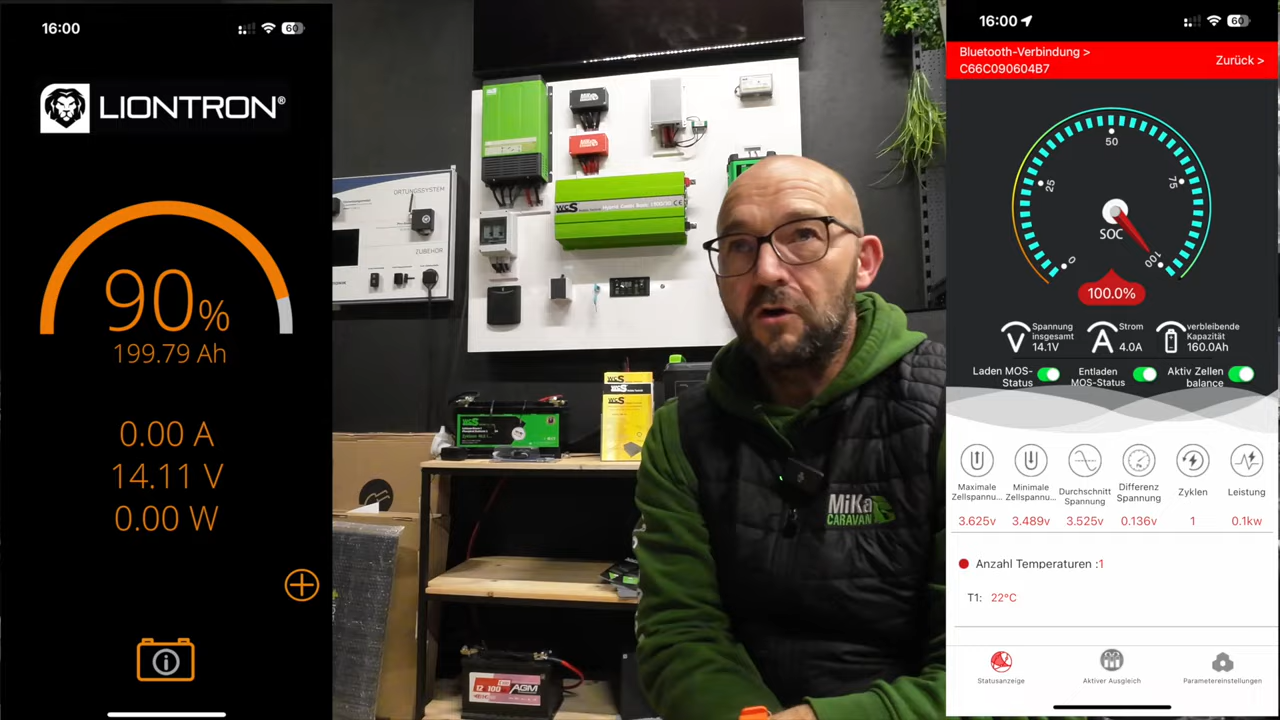 16:00
60
LIONTRON®
90%
199.79 Ah
0.00 A
14.11 V
0.00 W
ORTUNGSSYSTEM
ZUBEHÖR
MiKa
WCS
WCS
WCS
12 100 AGM
MiKa
CARAVAN
16:00
60
Bluetooth-Verbindung >
C66C090604B7
Zurück >
0
25
50
75
100
SOC
100.0%
Spannung
insgesamt
14.1V
Strom
4.0A
verbleibende
Kapazität
160.0Ah
Laden MOS-
Status
Entladen
MOS-Status
Aktiv Zellen
balance
Maximale
Zellspannu...
Minimale
Zellspannu...
Durchschnitt
Spannung
Differenz
Spannung
Zyklen
Leistung
3.625v
3.489v
3.525v
0.136v
1
0.1kw
Anzahl Temperaturen :1
T1: 22°C
Statusanzeige
Aktiver Ausgleich
Parametereinstellungen